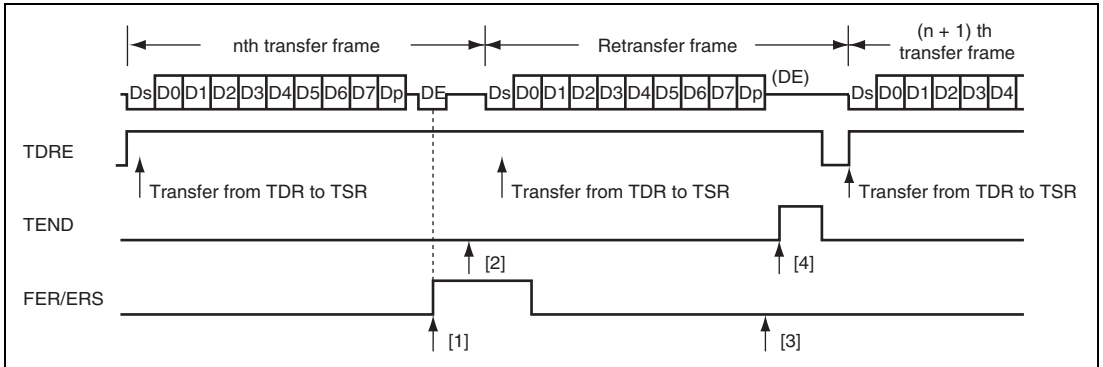 nth transfer frame
Retransfer frame
(n + 1) th
transfer frame
Ds D0 D1 D2 D3 D4 D5 D6 D7 Dp DE
Ds D0 D1 D2 D3 D4 D5 D6 D7 Dp
(DE)
Ds D0 D1 D2 D3 D4
TDRE
Transfer from TDR to TSR
Transfer from TDR to TSR
Transfer from TDR to TSR
TEND
[2]
[4]
FER/ERS
[1]
[3]